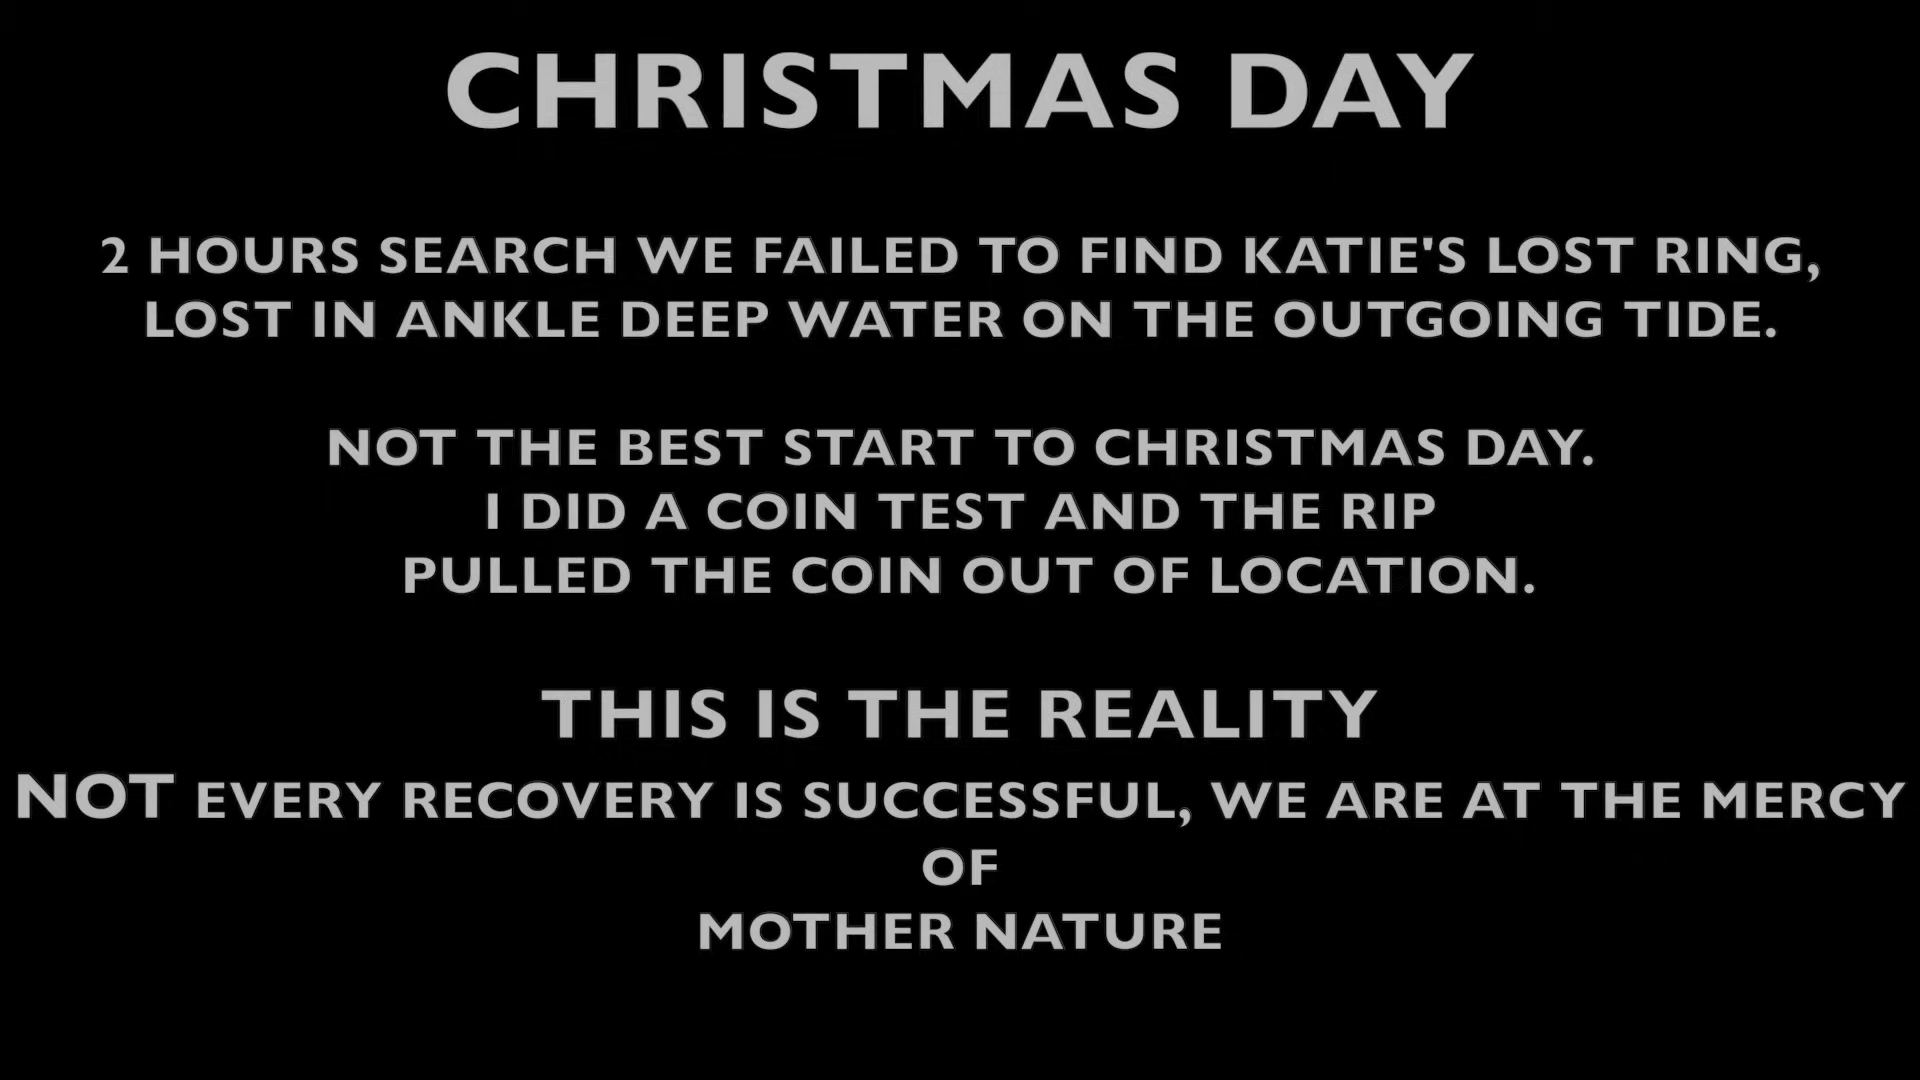 CHRISTMAS DAY
2 HOURS SEARCH WE FAILED TO FIND KATIE'S LOST RING,
LOST IN ANKLE DEEP WATER ON THE OUTGOING TIDE.
NOT THE BEST START TO CHRISTMAS DAY.
I DID A COIN TEST AND THE RIP
PULLED THE COIN OUT OF LOCATION.
THIS IS THE REALITY
NOT EVERY RECOVERY IS SUCCESSFUL, WE ARE AT THE MERCY
OF
MOTHER NATURE